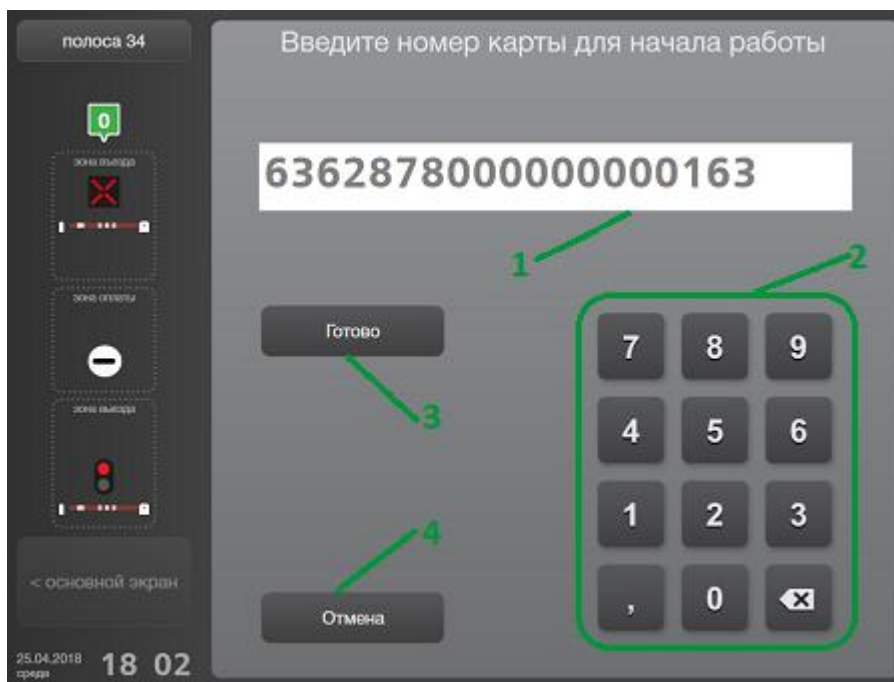 полоса 34
0
зона въезда
зона оплаты
зона выезда
< основной экран
25.04.2018
среда
18 02
Введите номер карты для начала работы
6362878000000000163
1
2
Готово
3
7 8 9
4 5 6
1 2 3
, 0
4
Отмена